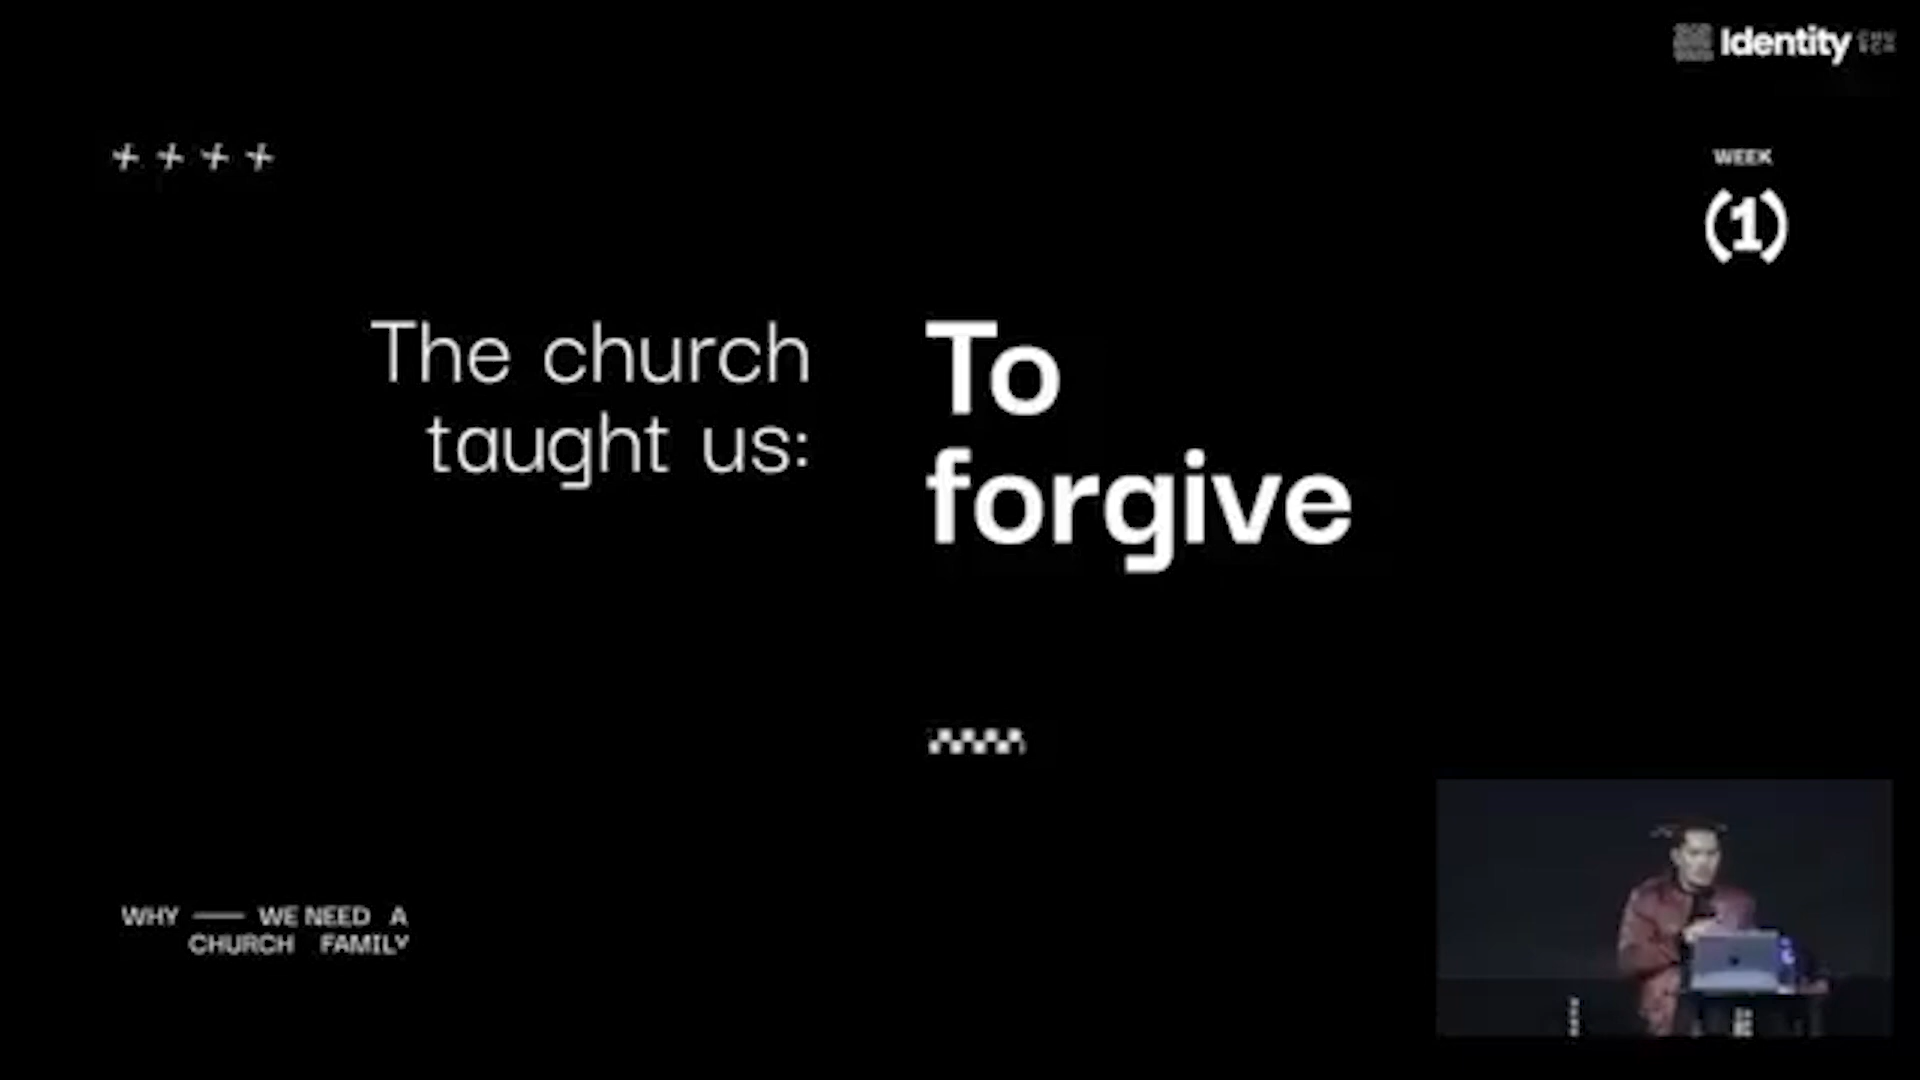 Identity
WEEK
(1)
The church
taught us:
To
forgive
WHY — WE NEED A
CHURCH FAMILY